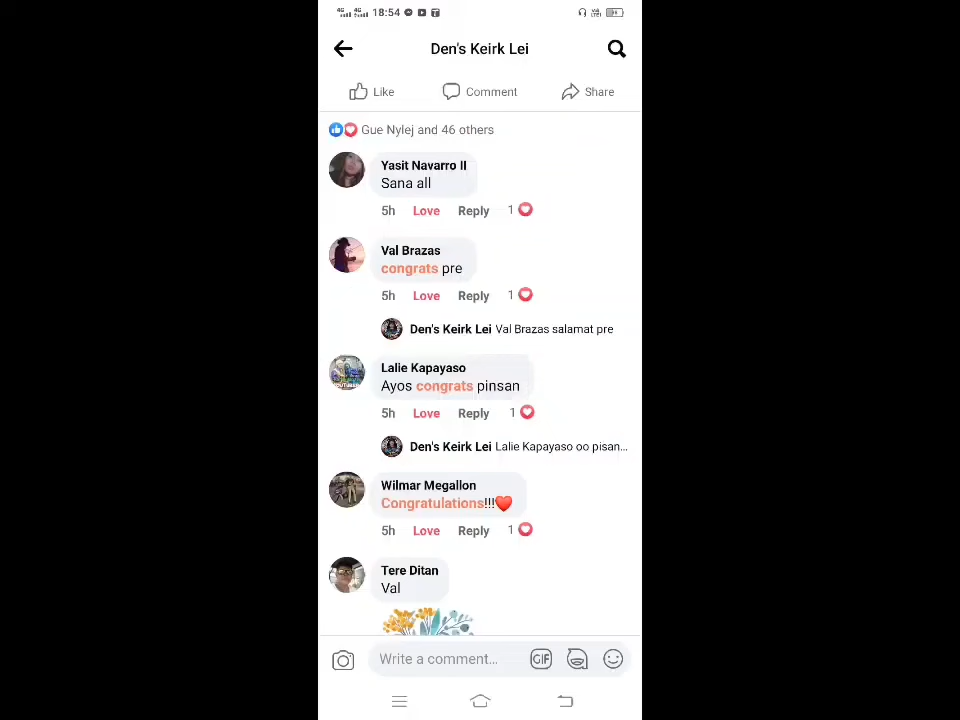 18:54
Den's Keirk Lei
Like Comment Share
Gue Nylej and 46 others
Yasit Navarro II
Sana all
5h Love Reply 1
Val Brazas
congrats pre
5h Love Reply 1
Den's Keirk Lei Val Brazas salamat pre
Lalie Kapayaso
Ayos congrats pinsan
5h Love Reply 1
Den's Keirk Lei Lalie Kapayaso oo pisan...
Wilmar Megallon
Congratulations!!!❤️
5h Love Reply 1
Tere Ditan
Val
Write a comment... GIF